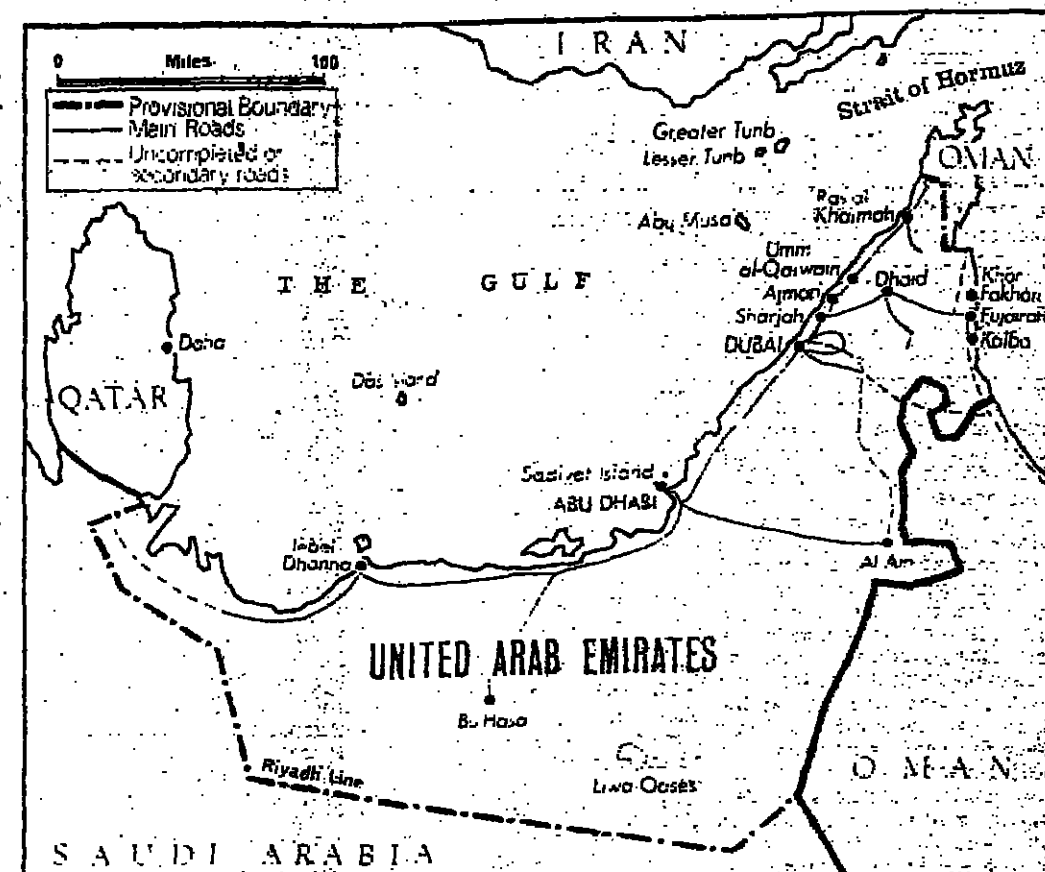 IRAN
0 Miles 100
Provisional Boundary
Main Roads
Uncompleted or
secondary roads
Strait of Hormuz
Greater Tunb
Lesser Tunb
OMAN
Abu Musa
Ras al
Khaimah
Umm
al-Qaiwain
Dhaid
Ajman
Sharjah
DUBAI
Khor
Fakhan
Fujairah
Kalba
THE GULF
Doha
QATAR
Das Island
Sadiyet Island
ABU DHABI
Jebel
Dhanna
Al Ain
UNITED ARAB EMIRATES
Bu Hasa
Liwa Oases
Riyadh Line
OMAN
SAUDI ARABIA